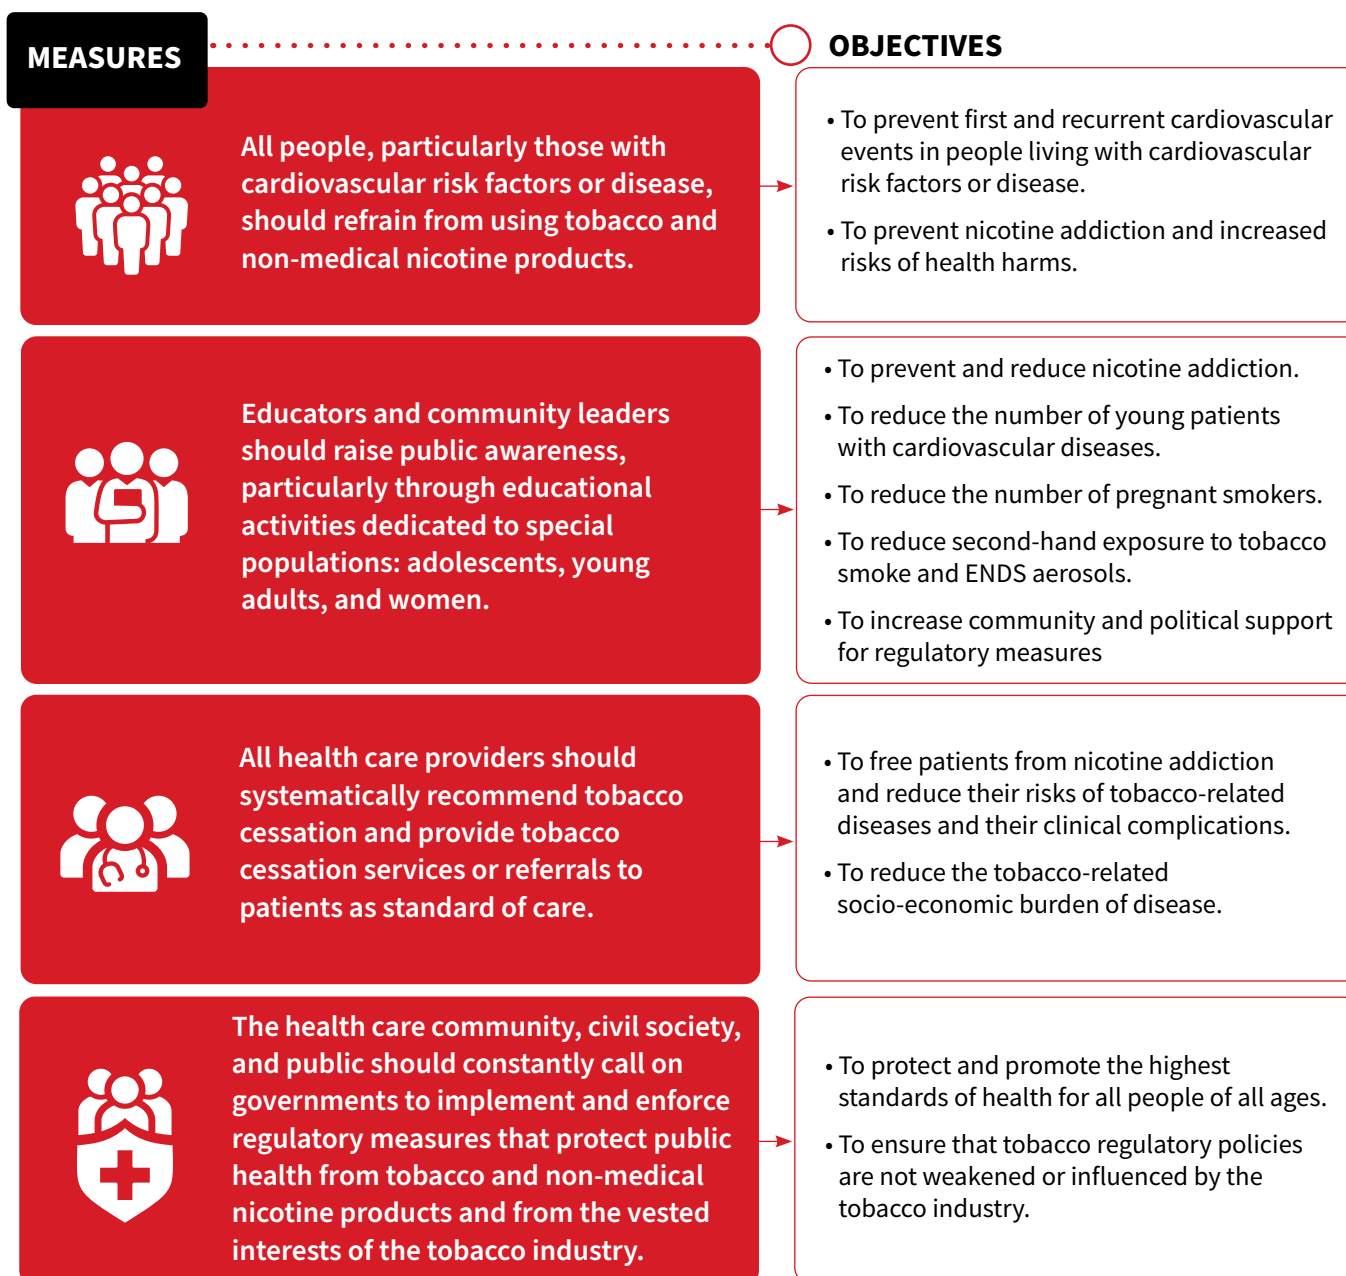 MEASURES
OBJECTIVES
All people, particularly those with
cardiovascular risk factors or disease,
should refrain from using tobacco and
non-medical nicotine products.
• To prevent first and recurrent cardiovascular
events in people living with cardiovascular
risk factors or disease.
• To prevent nicotine addiction and increased
risks of health harms.
Educators and community leaders
should raise public awareness,
particularly through educational
activities dedicated to special
populations: adolescents, young
adults, and women.
• To prevent and reduce nicotine addiction.
• To reduce the number of young patients
with cardiovascular diseases.
• To reduce the number of pregnant smokers.
• To reduce second-hand exposure to tobacco
smoke and ENDS aerosols.
• To increase community and political support
for regulatory measures
All health care providers should
systematically recommend tobacco
cessation and provide tobacco
cessation services or referrals to
patients as standard of care.
• To free patients from nicotine addiction
and reduce their risks of tobacco-related
diseases and their clinical complications.
• To reduce the tobacco-related
socio-economic burden of disease.
The health care community, civil society,
and public should constantly call on
governments to implement and enforce
regulatory measures that protect public
health from tobacco and non-medical
nicotine products and from the vested
interests of the tobacco industry.
• To protect and promote the highest
standards of health for all people of all ages.
• To ensure that tobacco regulatory policies
are not weakened or influenced by the
tobacco industry.